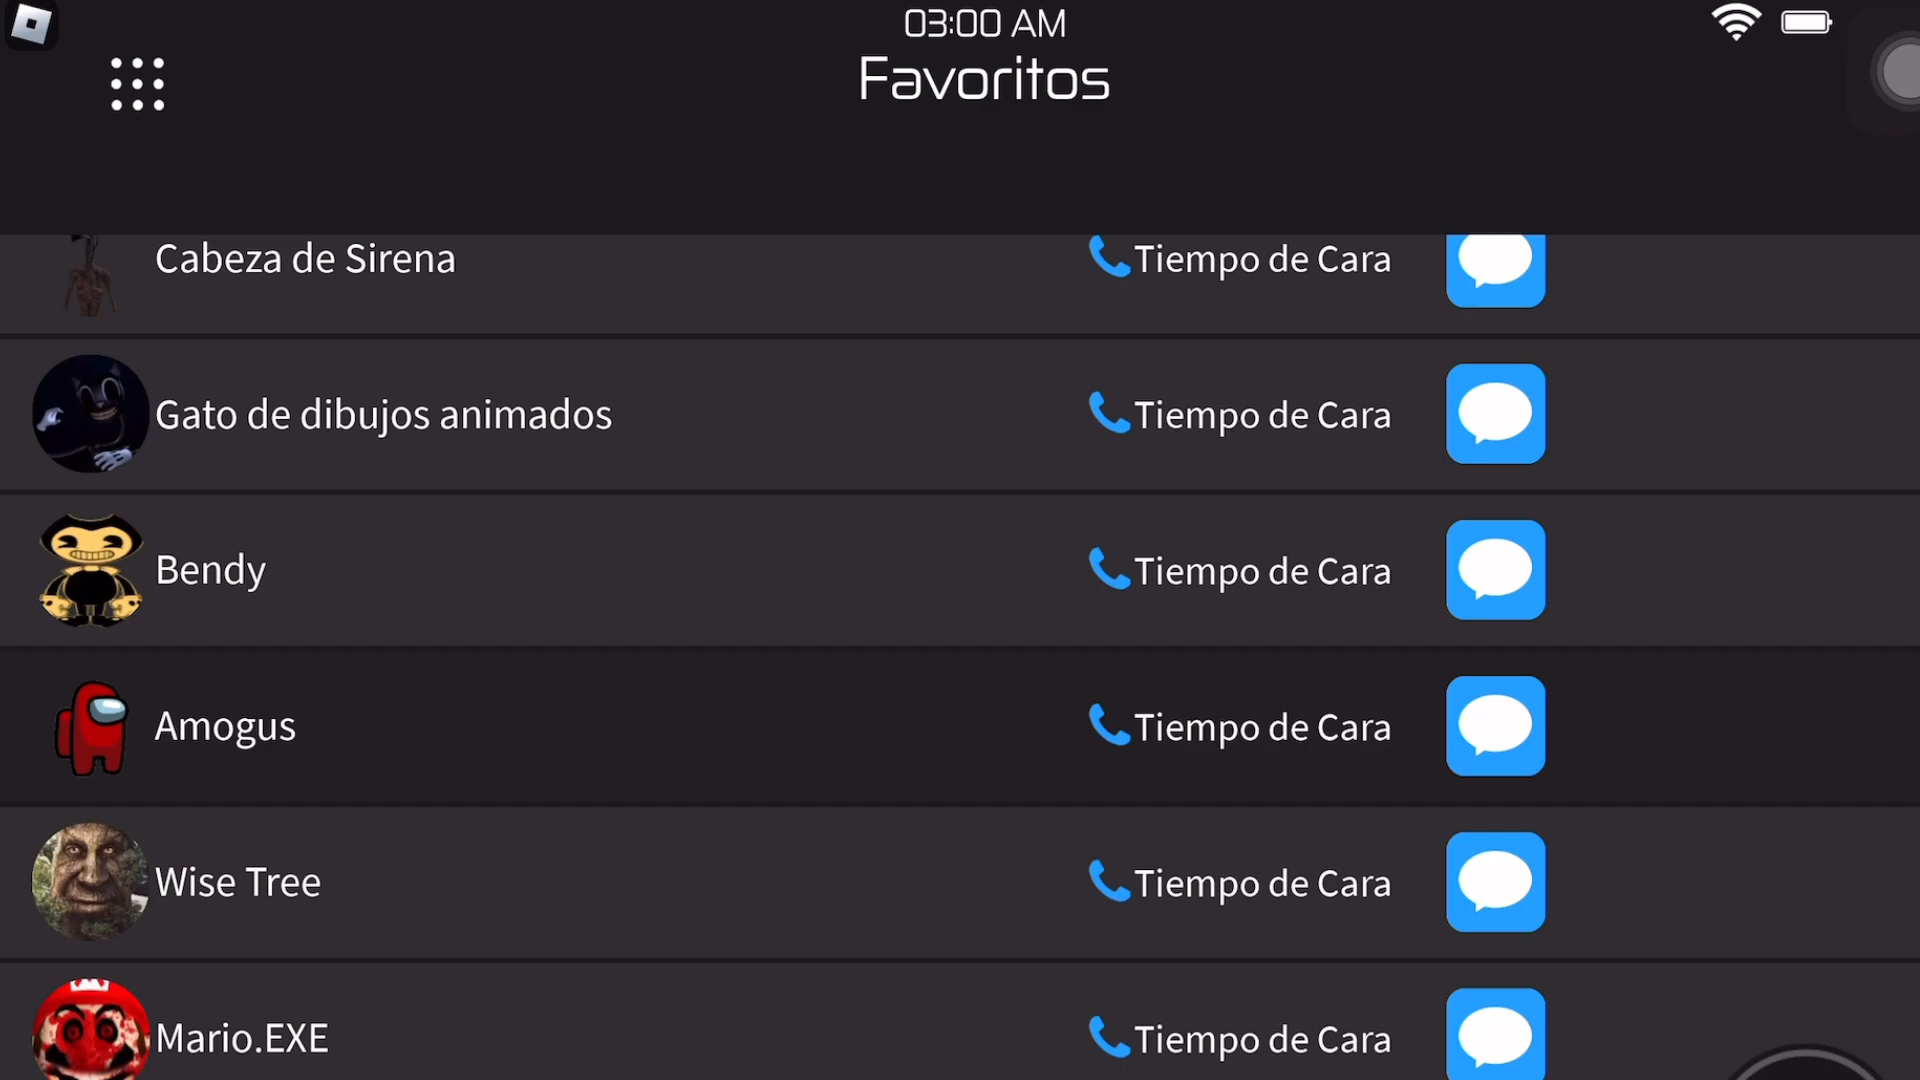 03:00 AM
Favoritos
Cabeza de Sirena Tiempo de Cara
Gato de dibujos animados Tiempo de Cara
Bendy Tiempo de Cara
Amogus Tiempo de Cara
Wise Tree Tiempo de Cara
Mario.EXE Tiempo de Cara